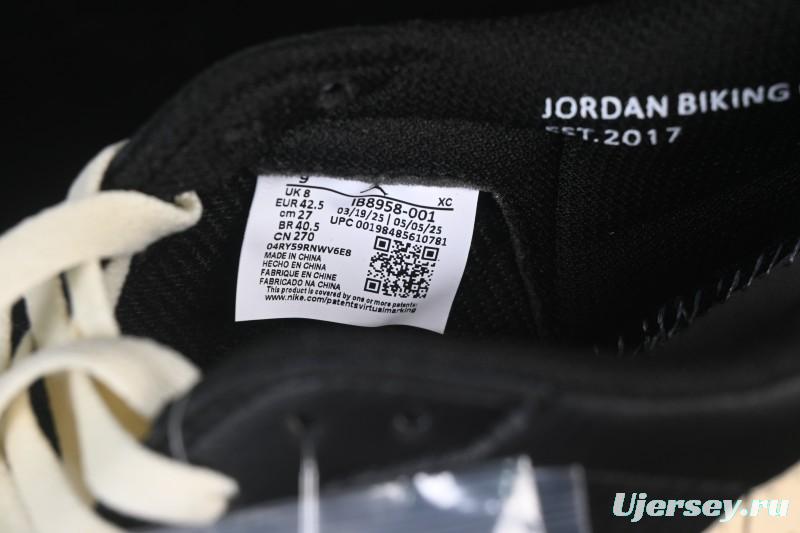 JORDAN BIKING
EST.2017
9
UK 8
EUR 42.5
cm 27
BR 40.5
CN 270
XC
IB8958-001
03/19/25 | 05/05/25
UPC 00198485610781
04RY59RNWV6E8
MADE IN CHINA
HECHO EN CHINA
FABRIQUE EN CHINE
FABRICADO NA CHINA
This product is covered by one or more patents:
www.nike.com/patentsvirtualmarking
Ujersey.ru